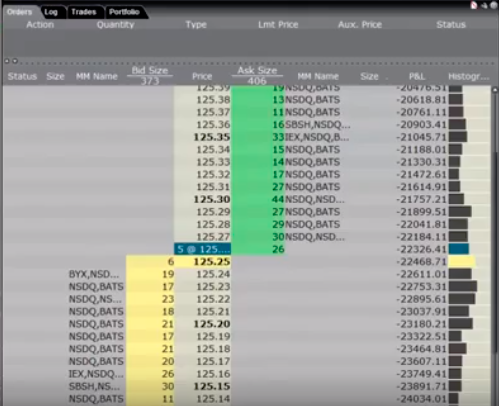 Orders Log Trades Portfolio
Action Quantity Type Lmt Price Aux. Price Status
Status Size MM Name Bid Size Price Ask Size MM Name Size P&L Histogr...
373 406
125.39 19 NSDQ,BATS -20476.51
125.38 13 NSDQ,BATS -20618.81
125.37 11 NSDQ,BATS -20761.11
125.36 16 SBSH,NSDQ... -20903.41
125.35 33 IEX,NSDQ,B... -21045.71
125.34 15 NSDQ,BATS -21188.01
125.33 14 NSDQ,BATS -21330.31
125.32 17 NSDQ,BATS -21472.61
125.31 27 NSDQ,BATS -21614.91
125.30 44 NSDQ,NSD... -21757.21
125.29 27 NSDQ,BATS -21899.51
125.28 29 NSDQ,BATS -22041.81
125.27 30 NSDQ,NSD... -22184.11
5 @ 125.... 26 -22326.41
6 125.25 -22468.71
BYX,NSD... 19 125.24 -22611.01
NSDQ,BATS 17 125.23 -22753.31
NSDQ,NS... 23 125.22 -22895.61
NSDQ,BATS 18 125.21 -23037.91
NSDQ,BATS 21 125.20 -23180.21
NSDQ,BATS 17 125.19 -23322.51
NSDQ,BATS 21 125.18 -23464.81
NSDQ,BATS 20 125.17 -23607.11
IEX,NSDQ... 26 125.16 -23749.41
SBSH,NS... 30 125.15 -23891.71
NSDQ,BATS 11 125.14 -24034.01